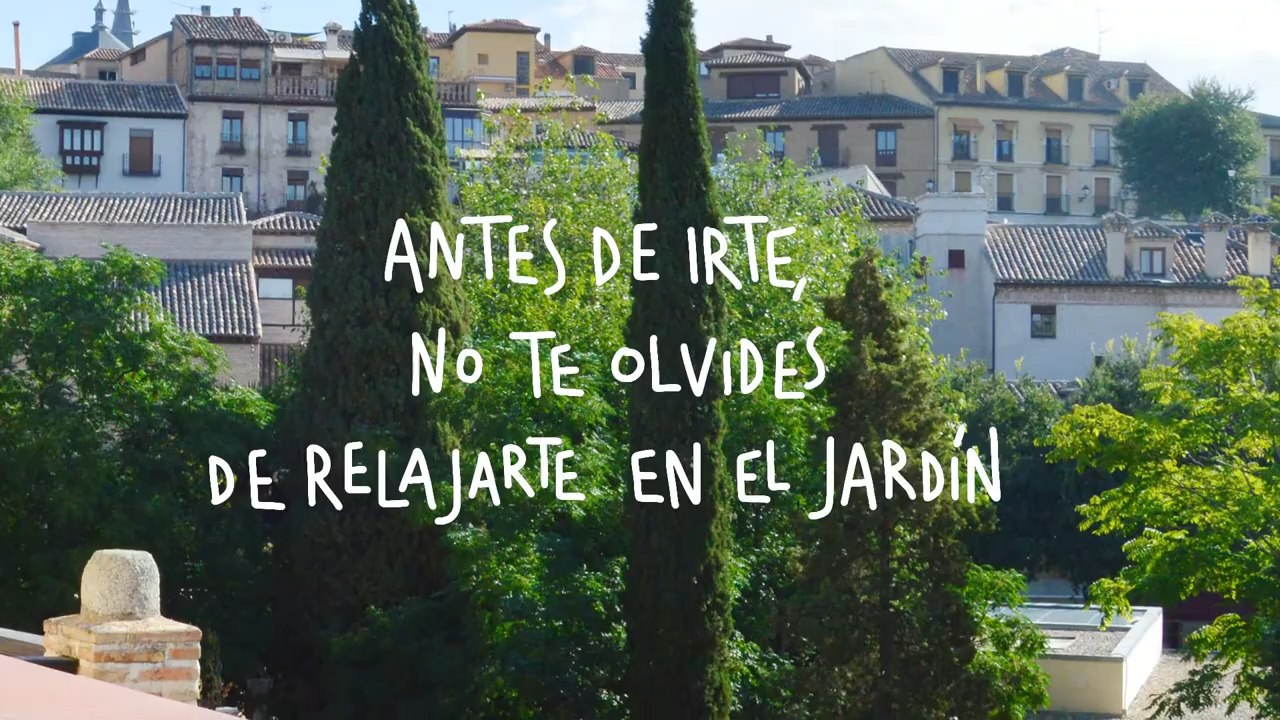 ANTES DE IRTE,
NO TE OLVIDES
DE RELAJARTE EN EL JARDÍN